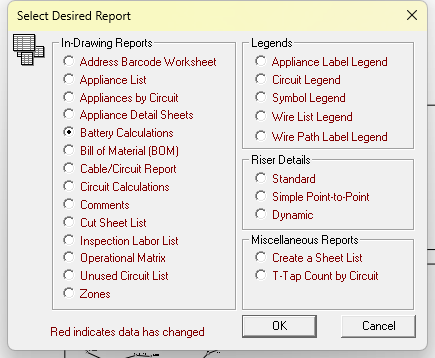 Select Desired Report
In-Drawing Reports
Address Barcode Worksheet
Appliance List
Appliances by Circuit
Appliance Detail Sheets
Battery Calculations
Bill of Material (BOM)
Cable/Circuit Report
Circuit Calculations
Comments
Cut Sheet List
Inspection Labor List
Operational Matrix
Unused Circuit List
Zones
Legends
Appliance Label Legend
Circuit Legend
Symbol Legend
Wire List Legend
Wire Path Label Legend
Riser Details
Standard
Simple Point-to-Point
Dynamic
Miscellaneous Reports
Create a Sheet List
T-Tap Count by Circuit
Red indicates data has changed
OK
Cancel